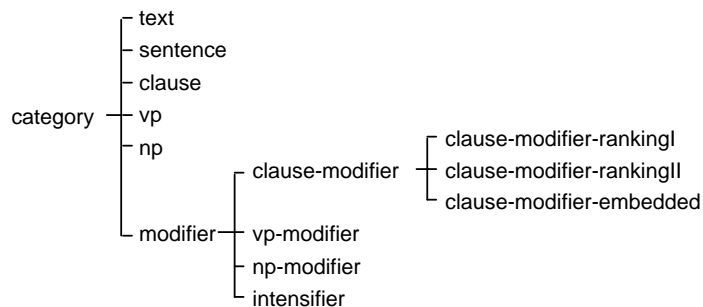 text
sentence
clause
category
vp
np
clause-modifier-rankingI
clause-modifier
clause-modifier-rankingII
clause-modifier-embedded
modifier
vp-modifier
np-modifier
intensifier